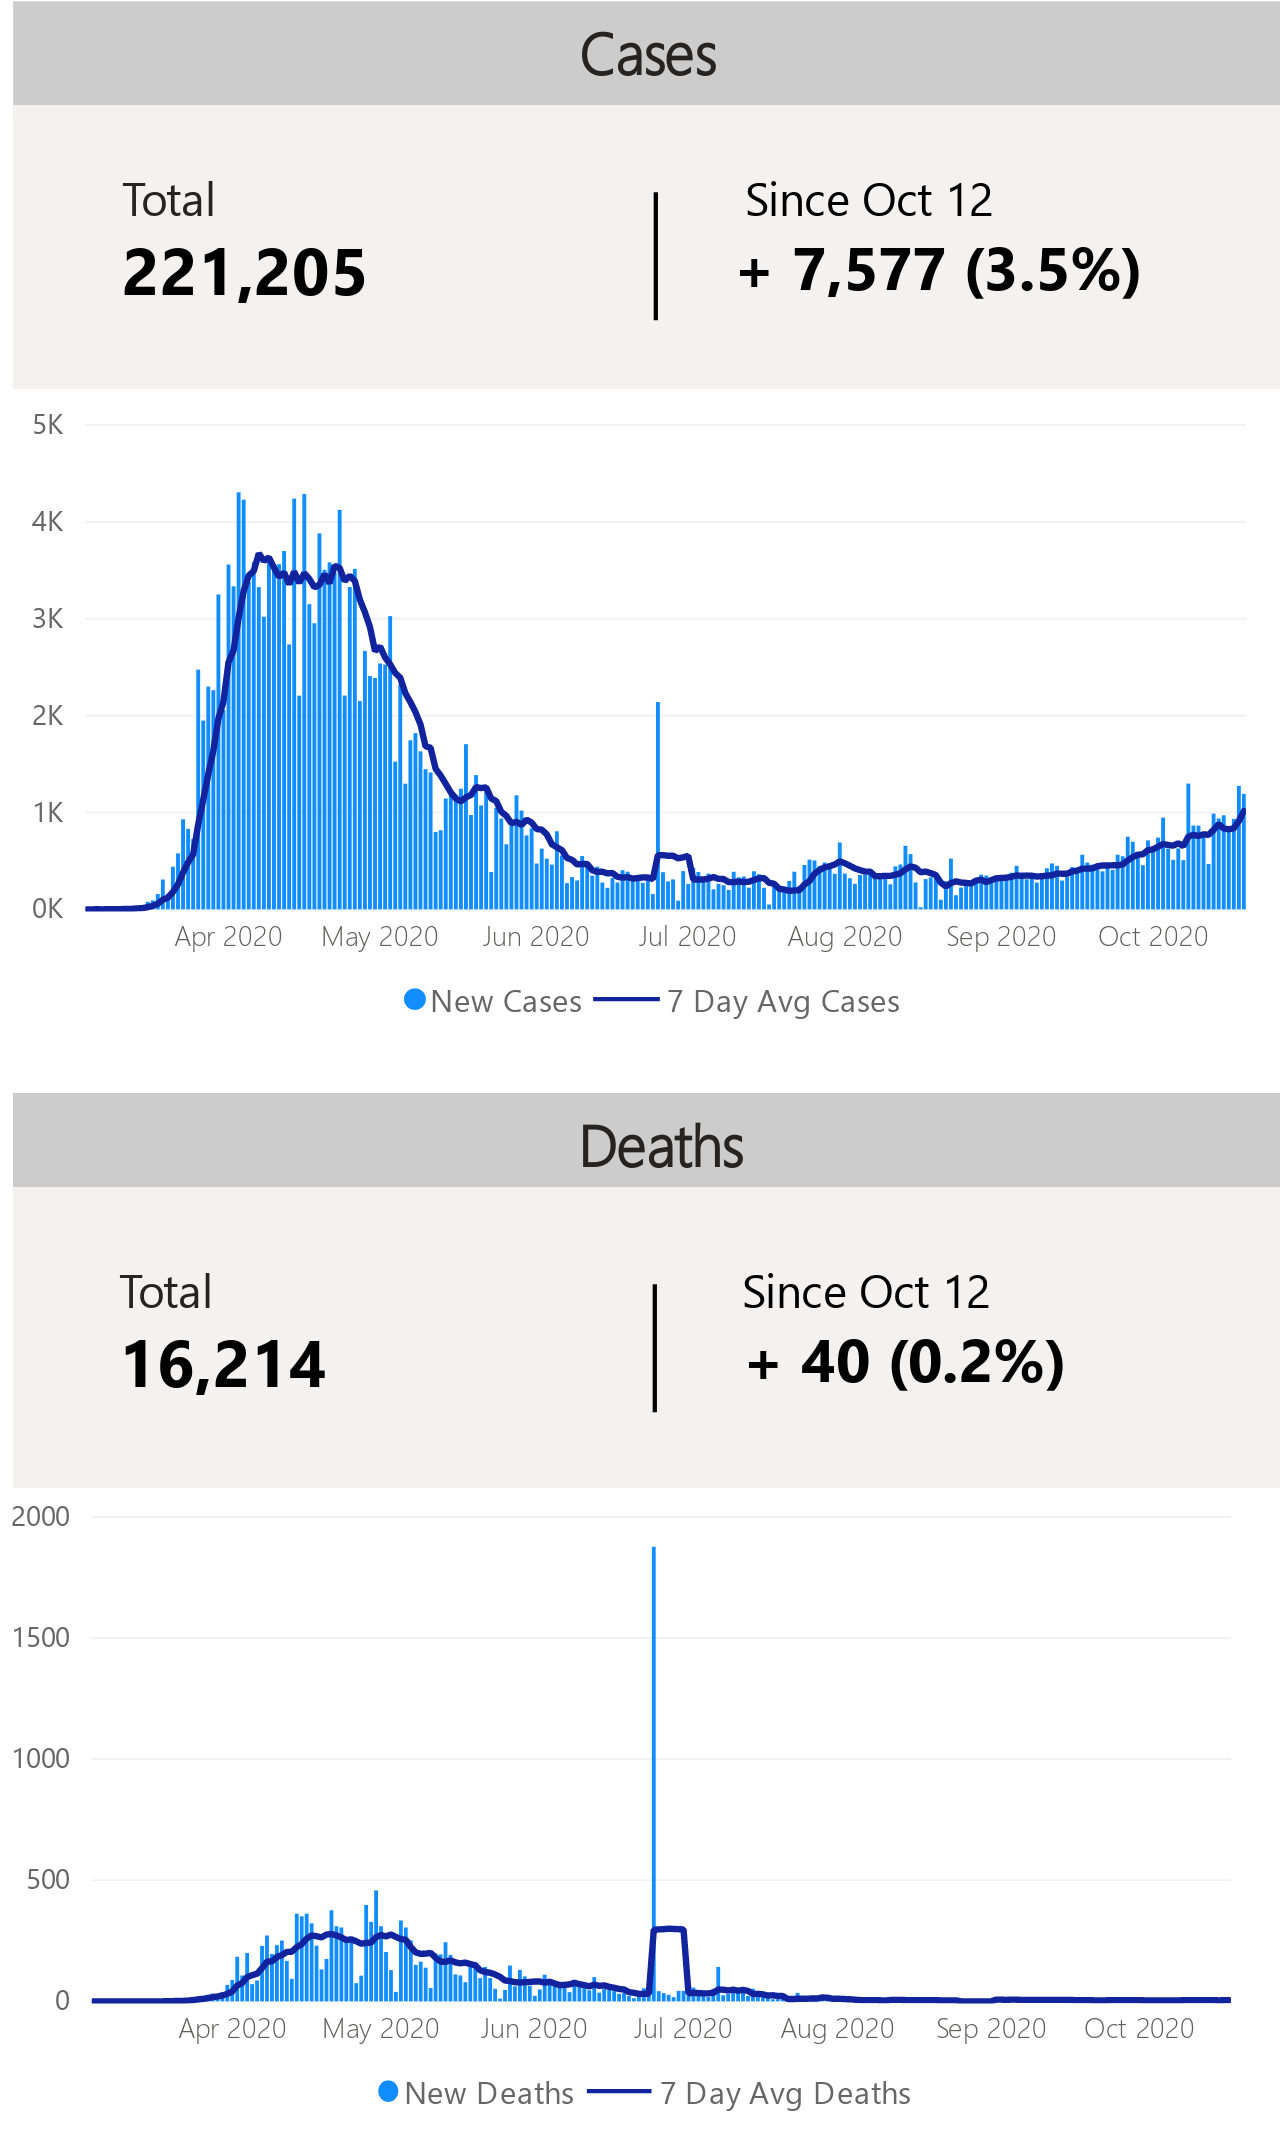 Cases
Total
Since Oct 12
221,205
+ 7,577 (3.5%)
5K
4K
3K
2K
1K
0K
Apr 2020 May 2020 Jun 2020 Jul 2020 Aug 2020 Sep 2020 Oct 2020
New Cases 7 Day Avg Cases
Deaths
Total
Since Oct 12
16,214
+ 40 (0.2%)
2000
1500
1000
500
0
Apr 2020 May 2020 Jun 2020 Jul 2020 Aug 2020 Sep 2020 Oct 2020
New Deaths 7 Day Avg Deaths